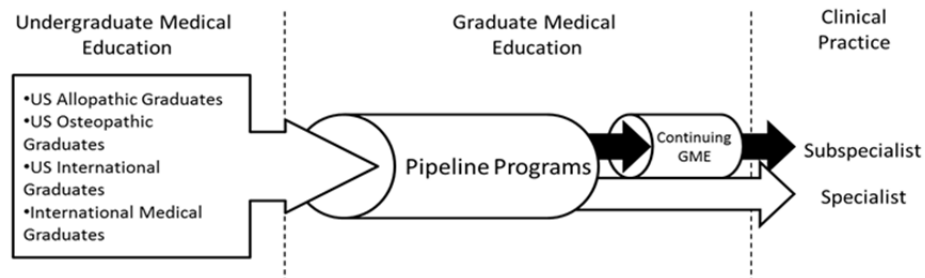 Undergraduate Medical
Education
Graduate Medical
Education
Clinical
Practice
•US Allopathic Graduates
•US Osteopathic
Graduates
•US International
Graduates
•International Medical
Graduates
Pipeline Programs
Continuing
GME
Subspecialist
Specialist